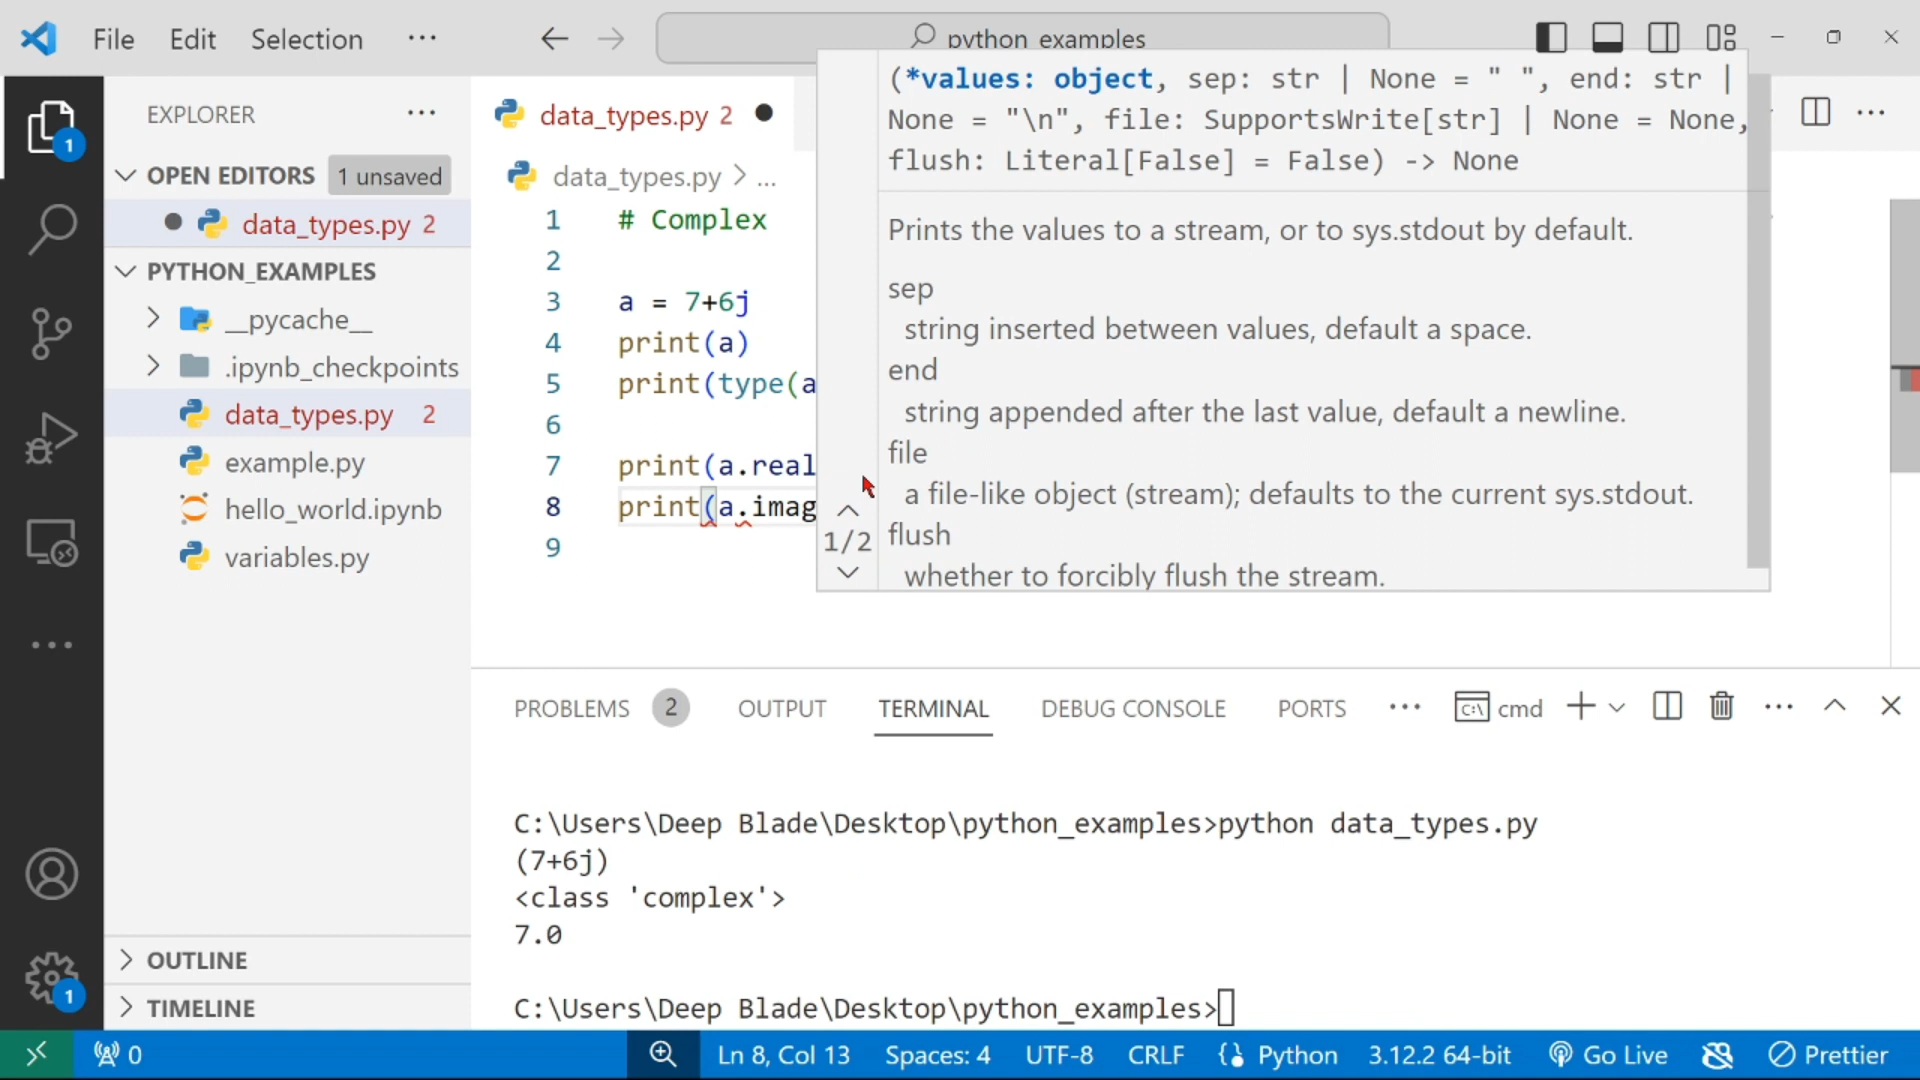 File Edit Selection ··· python_examples
EXPLORER ···
OPEN EDITORS 1 unsaved
data_types.py 2
PYTHON_EXAMPLES
__pycache__
.ipynb_checkpoints
data_types.py 2
example.py
hello_world.ipynb
variables.py
OUTLINE
TIMELINE
data_types.py 2
data_types.py > ...
1 # Complex
2
3 a = 7+6j
4 print(a)
5 print(type(a
6
7 print(a.real
8 print(a.imag
9
(*values: object, sep: str | None = " ", end: str |
None = "\n", file: SupportsWrite[str] | None = None,
flush: Literal[False] = False) -> None
Prints the values to a stream, or to sys.stdout by default.
sep
string inserted between values, default a space.
end
string appended after the last value, default a newline.
file
a file-like object (stream); defaults to the current sys.stdout.
flush
whether to forcibly flush the stream.
1/2
PROBLEMS 2 OUTPUT TERMINAL DEBUG CONSOLE PORTS ··· cmd
C:\Users\Deep Blade\Desktop\python_examples>python data_types.py
(7+6j)
<class 'complex'>
7.0
C:\Users\Deep Blade\Desktop\python_examples>
1
1
0 Ln 8, Col 13 Spaces: 4 UTF-8 CRLF Python 3.12.2 64-bit Go Live Prettier